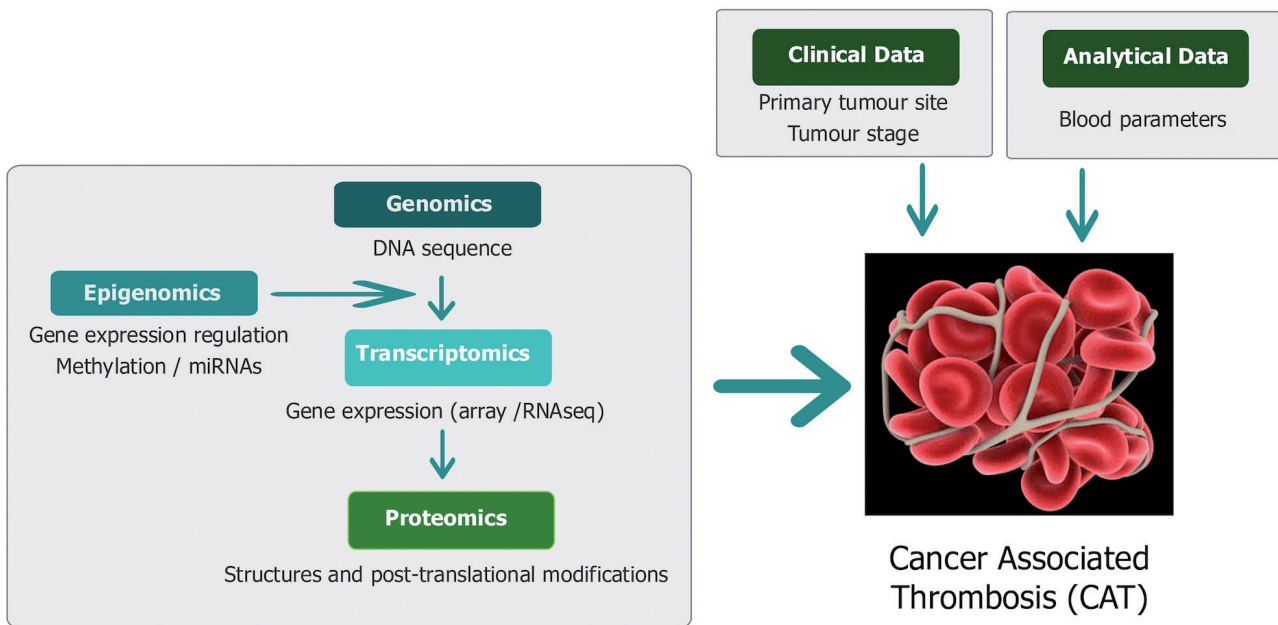 Clinical Data
Primary tumour site
Tumour stage
Analytical Data
Blood parameters
Genomics
DNA sequence
Epigenomics
Gene expression regulation
Methylation / miRNAs
Transcriptomics
Gene expression (array /RNAseq)
Proteomics
Structures and post-translational modifications
Cancer Associated
Thrombosis (CAT)